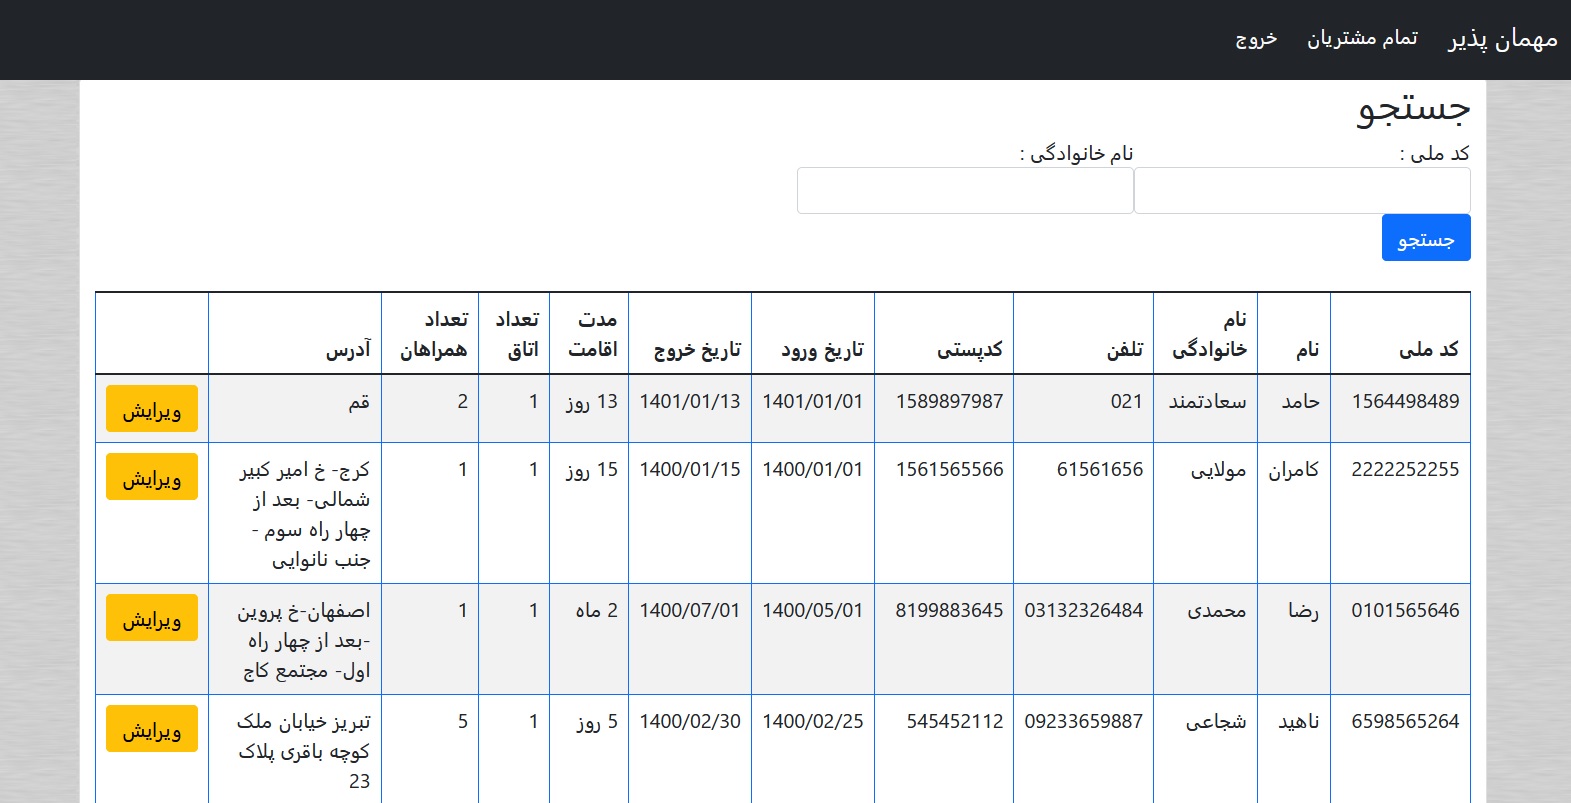 مهمان پذیر تمام مشتریان خروج
جستجو
کد ملی : نام خانوادگی :
جستجو
کد ملی نام نام خانوادگی تلفن کدپستی تاریخ ورود تاریخ خروج مدت اقامت تعداد اتاق تعداد همراهان آدرس
1564498489 حامد سعادتمند 021 1589897987 1401/01/01 1401/01/13 13 روز 1 2 قم ویرایش
2222252255 کامران مولایی 61561656 1561565566 1400/01/01 1400/01/15 15 روز 1 1 کرج- خ امیر کبیر ویرایش
شمالی- بعد از
چهار راه سوم -
جنب نانوایی
0101565646 رضا محمدی 03132326484 8199883645 1400/05/01 1400/07/01 2 ماه 1 1 اصفهان-خ پروین ویرایش
-بعد از چهار راه
اول- مجتمع کاج
6598565264 ناهید شجاعی 09233659887 545452112 1400/02/25 1400/02/30 5 روز 1 5 تبریز خیابان ملک ویرایش
کوچه باقری پلاک
23